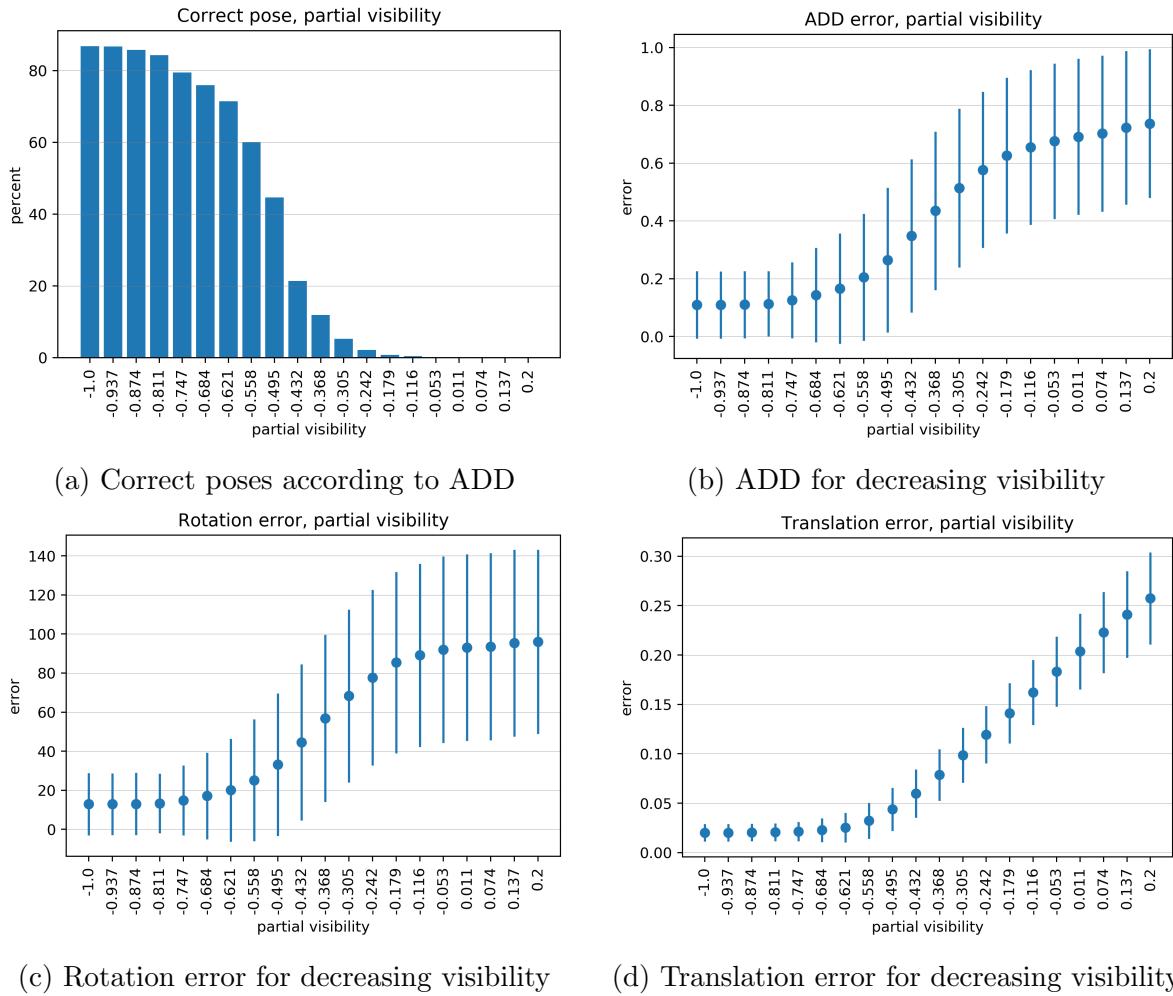 Correct pose, partial visibility
percent
80
60
40
20
0
-1.0 -0.937 -0.874 -0.811 -0.747 -0.684 -0.621 -0.558 -0.495 -0.432 -0.368 -0.305 -0.242 -0.179 -0.116 -0.053 0.011 0.074 0.137 0.2
partial visibility
(a) Correct poses according to ADD
ADD error, partial visibility
error
1.0
0.8
0.6
0.4
0.2
0.0
-1.0 -0.937 -0.874 -0.811 -0.747 -0.684 -0.621 -0.558 -0.495 -0.432 -0.368 -0.305 -0.242 -0.179 -0.116 -0.053 0.011 0.074 0.137 0.2
partial visibility
(b) ADD for decreasing visibility
Rotation error, partial visibility
error
140
120
100
80
60
40
20
0
-1.0 -0.937 -0.874 -0.811 -0.747 -0.684 -0.621 -0.558 -0.495 -0.432 -0.368 -0.305 -0.242 -0.179 -0.116 -0.053 0.011 0.074 0.137 0.2
partial visibility
(c) Rotation error for decreasing visibility
Translation error, partial visibility
error
0.30
0.25
0.20
0.15
0.10
0.05
0.00
-1.0 -0.937 -0.874 -0.811 -0.747 -0.684 -0.621 -0.558 -0.495 -0.432 -0.368 -0.305 -0.242 -0.179 -0.116 -0.053 0.011 0.074 0.137 0.2
partial visibility
(d) Translation error for decreasing visibility